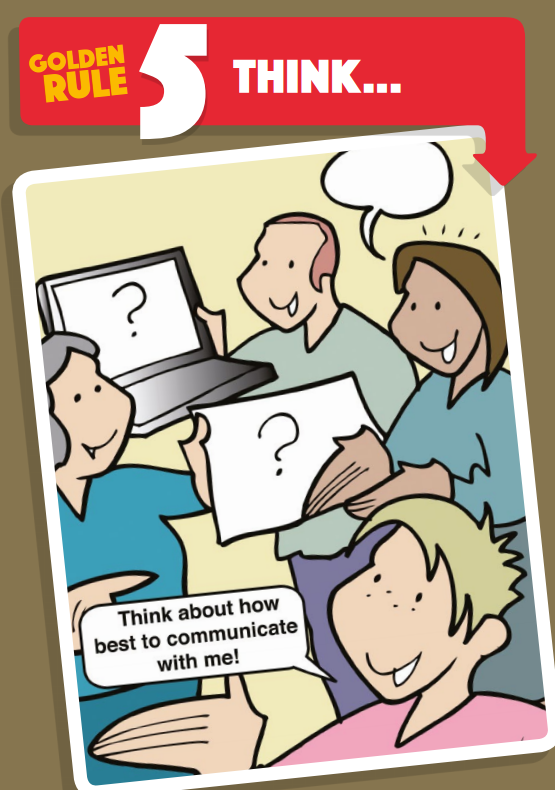 GOLDEN
RULE
5
THINK...
?
?
Think about how
best to communicate
with me!